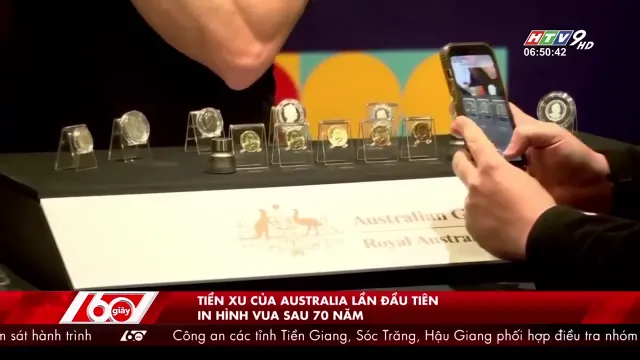 HTV9 HD
06:50:42
Australian G
Royal Austra
60 giây
TIỀN XU CỦA AUSTRALIA LẦN ĐẦU TIÊN
IN HÌNH VUA SAU 70 NĂM
m sát hành trình 60 giây Công an các tỉnh Tiền Giang, Sóc Trăng, Hậu Giang phối hợp điều tra nhóm